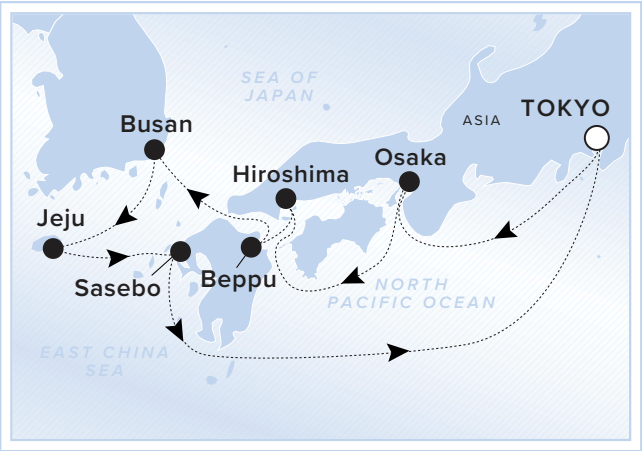 SEA OF
JAPAN
ASIA
TOKYO
Busan
Osaka
Hiroshima
Jeju
Beppu
Sasebo
NORTH
PACIFIC OCEAN
EAST CHINA
SEA